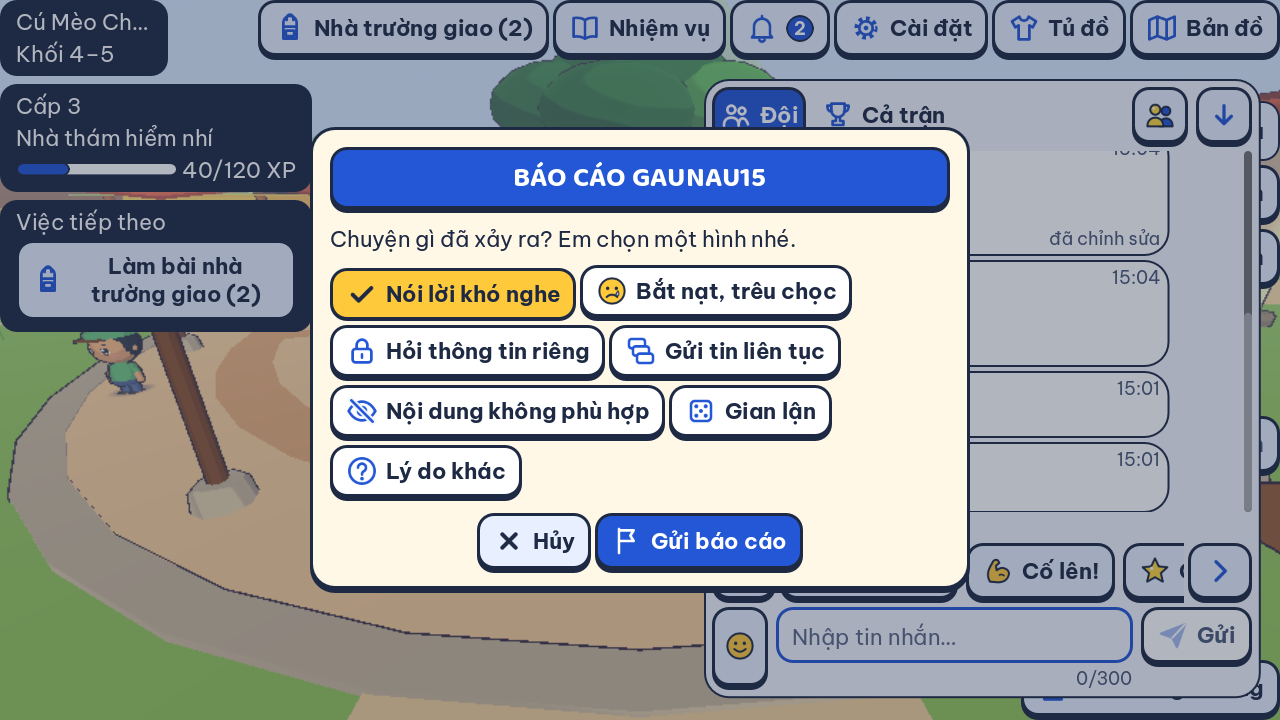 Cú Mèo Ch...
Khối 4–5
Nhà trường giao (2)
Nhiệm vụ
2
Cài đặt
Tủ đồ
Bản đồ
Cấp 3
Nhà thám hiểm nhí
40/120 XP
Việc tiếp theo
Làm bài nhà
trường giao (2)
Đội
Cả trận
đã chỉnh sửa
15:04
15:01
15:01
BÁO CÁO GAUNAU15
Chuyện gì đã xảy ra? Em chọn một hình nhé.
Nói lời khó nghe
Bắt nạt, trêu chọc
Hỏi thông tin riêng
Gửi tin liên tục
Nội dung không phù hợp
Gian lận
Lý do khác
Hủy
Gửi báo cáo
Cố lên!
Nhập tin nhắn...
Gửi
0/300